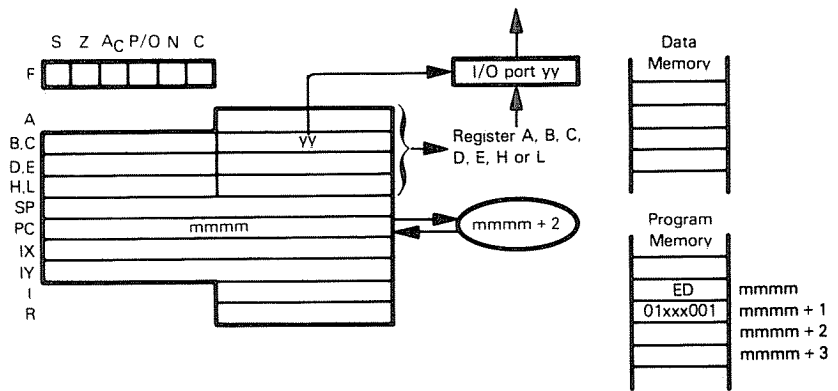 S Z AC P/O N C
F
A
B.C
D.E
H.L
SP
PC
IX
IY
I
R
yy
mmmm
I/O port yy
Register A, B, C,
D, E, H or L
mmmm + 2
Data
Memory
Program
Memory
ED mmmm
01xxx001 mmmm + 1
mmmm + 2
mmmm + 3